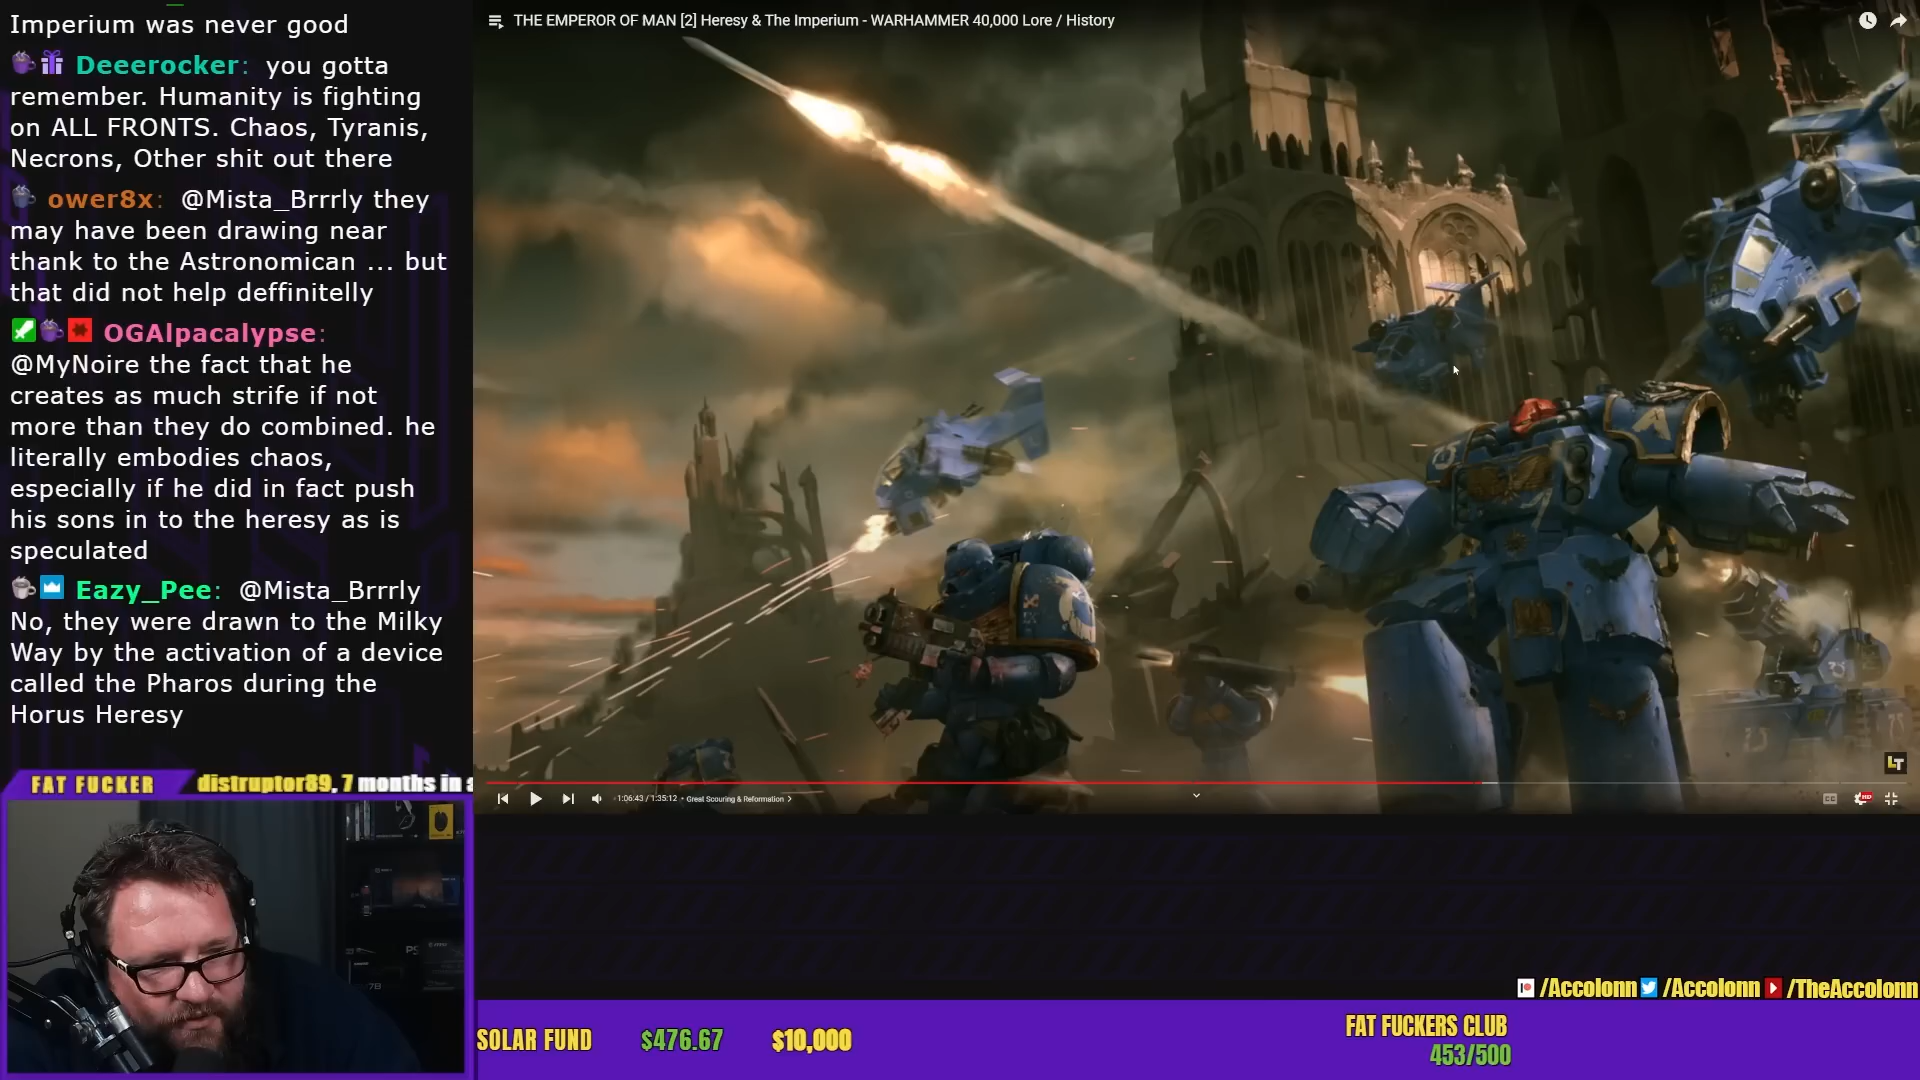 Imperium was never good
Deeerocker: you gotta
remember. Humanity is fighting
on ALL FRONTS. Chaos, Tyranis,
Necrons, Other shit out there
ower8x: @Mista_Brrrly they
may have been drawing near
thank to the Astronomican ... but
that did not help deffinitelly
OGAlpacalypse:
@MyNoire the fact that he
creates as much strife if not
more than they do combined. he
literally embodies chaos,
especially if he did in fact push
his sons in to the heresy as is
speculated
Eazy_Pee: @Mista_Brrrly
No, they were drawn to the Milky
Way by the activation of a device
called the Pharos during the
Horus Heresy
FAT FUCKER
distruptor89, 7 months in a
THE EMPEROR OF MAN [2] Heresy & The Imperium - WARHAMMER 40,000 Lore / History
LT
1:06:43 / 1:35:12 • Great Scouring & Reformation
CC
HD
/Accolonn /Accolonn /TheAccolonn
SOLAR FUND $476.67 $10,000
FAT FUCKERS CLUB
453/500